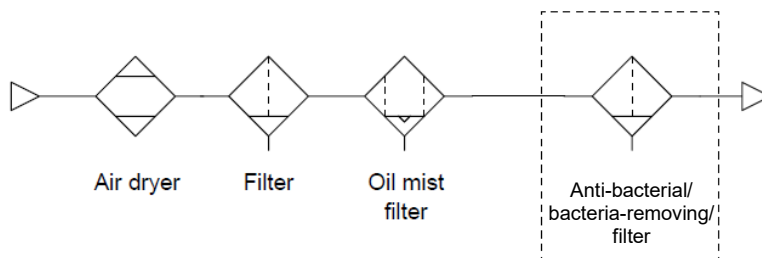 Air dryer
Filter
Oil mist
filter
Anti-bacterial/
bacteria-removing/
filter